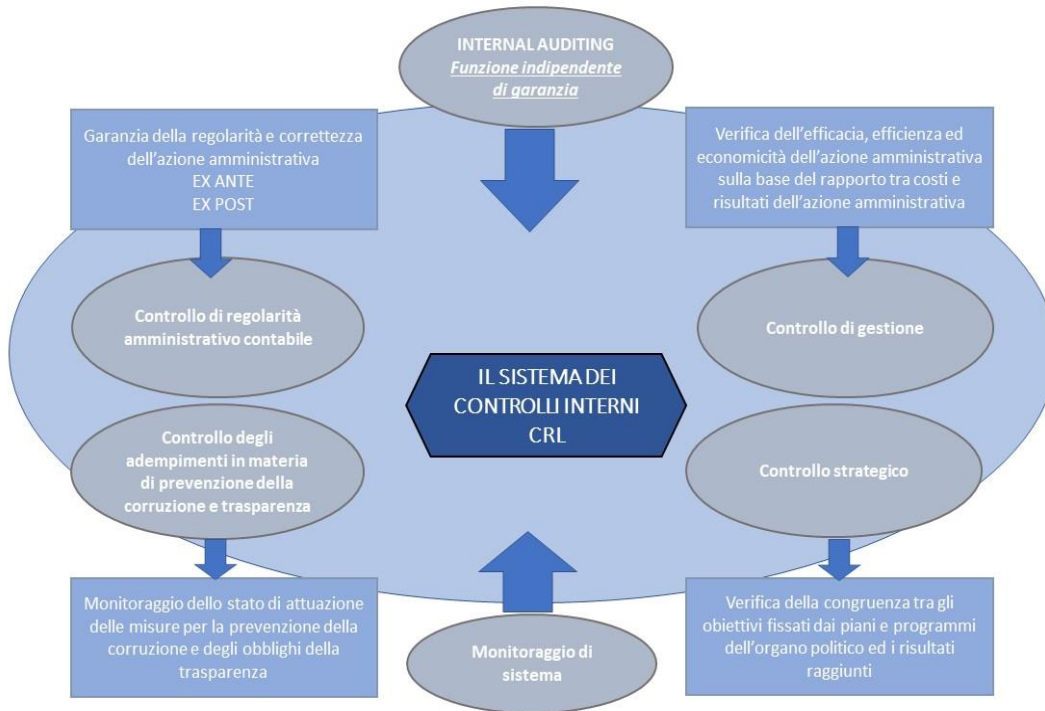 INTERNAL AUDITING
Funzione indipendente
di garanzia
Garanzia della regolarità e correttezza
dell'azione amministrativa
EX ANTE
EX POST
Verifica dell'efficacia, efficienza ed
economicità dell'azione amministrativa
sulla base del rapporto tra costi e
risultati dell'azione amministrativa
Controllo di regolarità
amministrativo contabile
Controllo di gestione
IL SISTEMA DEI
CONTROLLI INTERNI
CRL
Controllo degli
adempimenti in materia
di prevenzione della
corruzione e trasparenza
Controllo strategico
Monitoraggio dello stato di attuazione
delle misure per la prevenzione della
corruzione e degli obblighi della
trasparenza
Monitoraggio di
sistema
Verifica della congruenza tra gli
obiettivi fissati dai piani e programmi
dell'organo politico ed i risultati
raggiunti